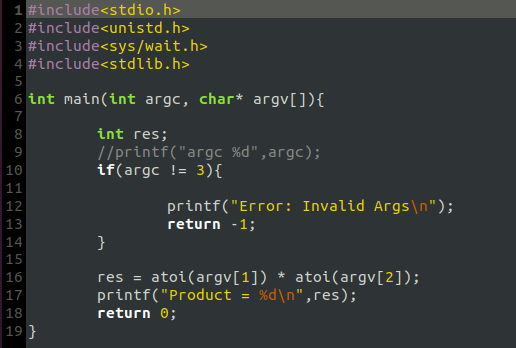 1 #include<stdio.h>
2 #include<unistd.h>
3 #include<sys/wait.h>
4 #include<stdlib.h>
5
6 int main(int argc, char* argv[]){
7
8         int res;
9         //printf("argc %d",argc);
10         if(argc != 3){
11
12                 printf("Error: Invalid Args\n");
13                 return -1;
14         }
15
16         res = atoi(argv[1]) * atoi(argv[2]);
17         printf("Product = %d\n",res);
18         return 0;
19 }